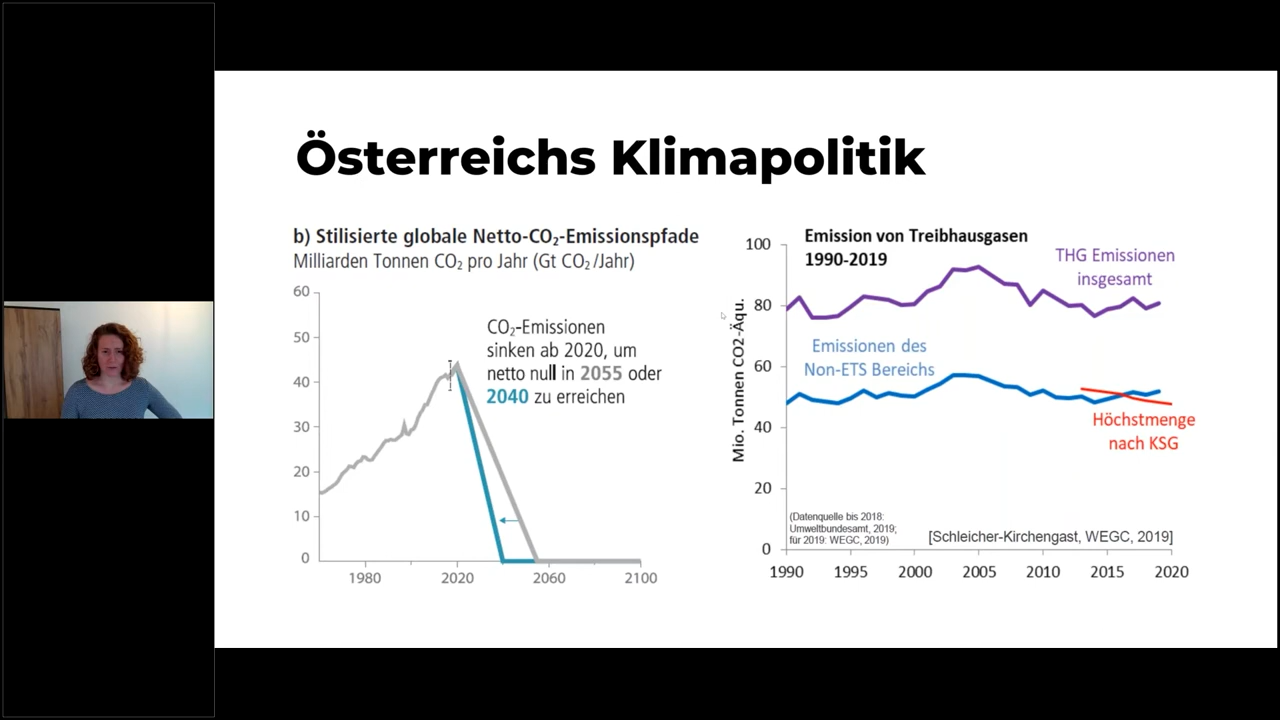 Österreichs Klimapolitik
b) Stilisierte globale Netto-CO₂-Emissionspfade
Milliarden Tonnen CO₂ pro Jahr (Gt CO₂/Jahr)
60
50
40
30
20
10
0
1980
2020
2060
2100
CO₂-Emissionen
sinken ab 2020, um
netto null in 2055 oder
2040 zu erreichen
Emission von Treibhausgasen
1990-2019
THG Emissionen
insgesamt
Emissionen des
Non-ETS Bereichs
Höchstmenge
nach KSG
Mio. Tonnen CO2-Äqu.
100
80
60
40
20
0
(Datenquelle bis 2018:
Umweltbundesamt, 2019;
für 2019: WEGC, 2019)
[Schleicher-Kirchengast, WEGC, 2019]
1990
1995
2000
2005
2010
2015
2020